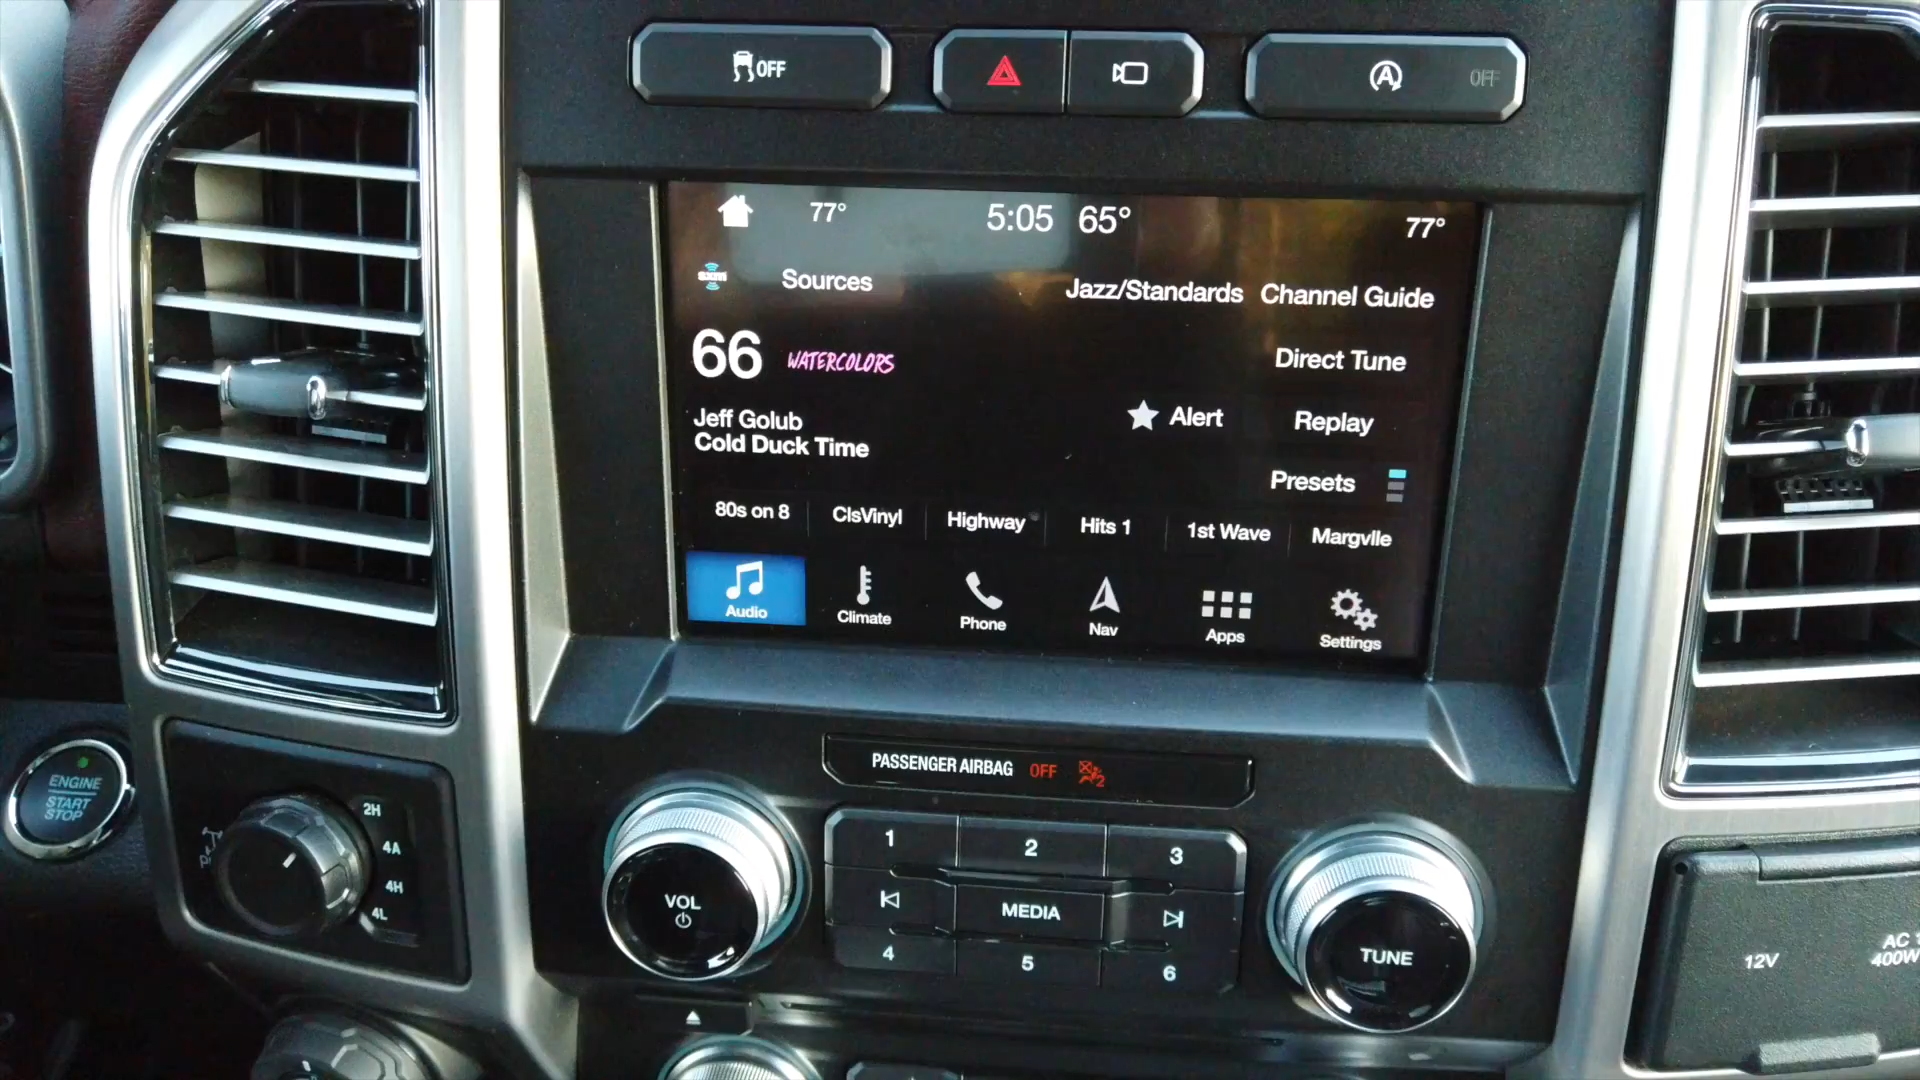 OFF
OFF
77° 5:05 65° 77°
sxm Sources Jazz/Standards Channel Guide
66 WATERCOLORS Direct Tune
Jeff Golub Alert Replay
Cold Duck Time
Presets
80s on 8 ClsVinyl Highway Hits 1 1st Wave Margvlle
Audio Climate Phone Nav Apps Settings
PASSENGER AIRBAG OFF 2
ENGINE
START
STOP
2H
4A
4H
4L
VOL
1 2 3
MEDIA
4 5 6
TUNE
12V
AC
400W